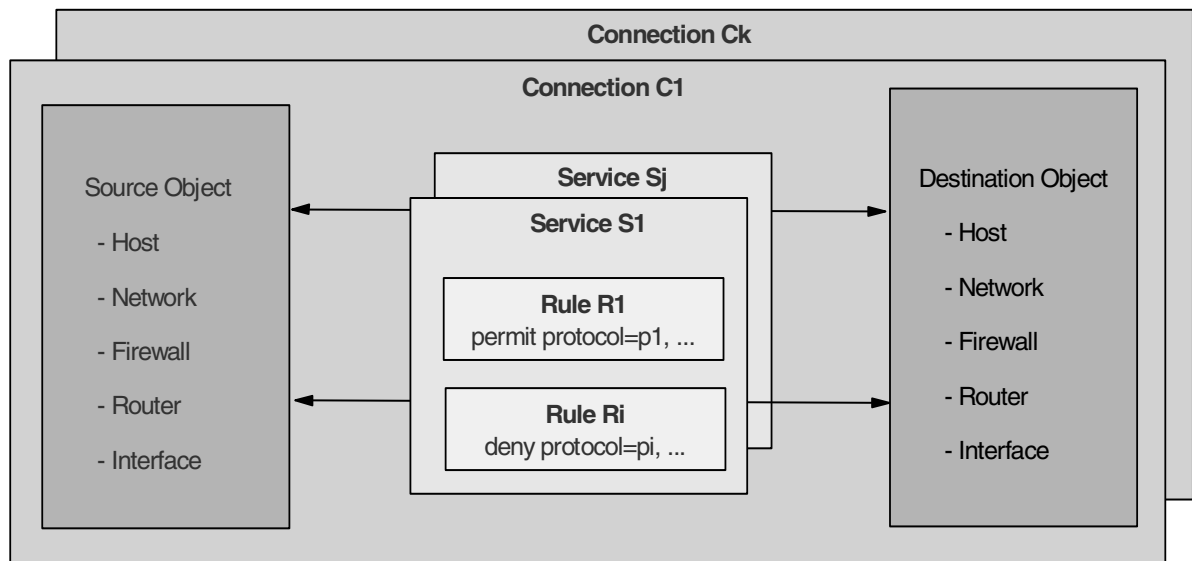 Connection Ck
Connection C1
Source Object
- Host
- Network
- Firewall
- Router
- Interface
Service Sj
Service S1
Rule R1
permit protocol=p1, ...
Rule Ri
deny protocol=pi, ...
Destination Object
- Host
- Network
- Firewall
- Router
- Interface